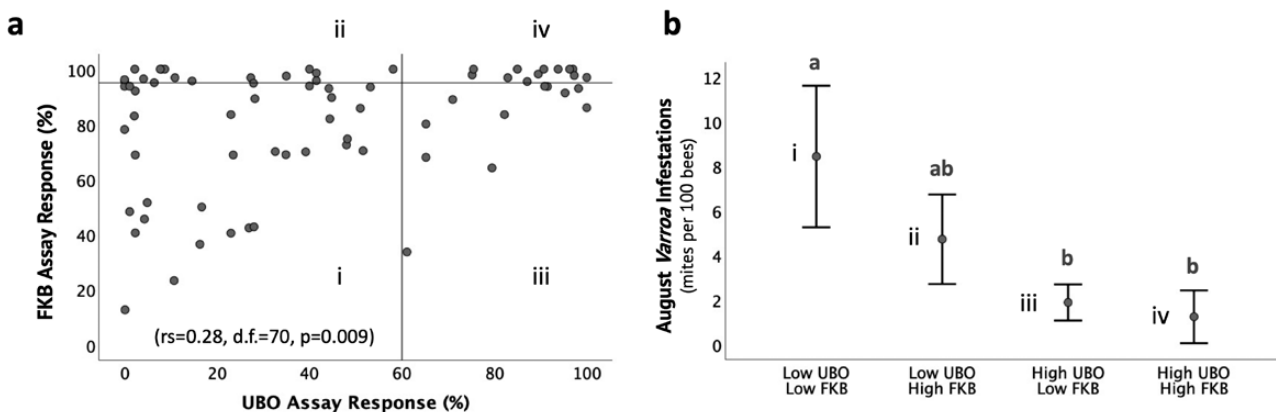 a
ii
iv
FKB Assay Response (%)
100
80
60
40
20
0
i
iii
(rs=0.28, d.f.=70, p=0.009)
0 20 40 60 80 100
UBO Assay Response (%)
b
August Varroa Infestations
(mites per 100 bees)
12
10
8
6
4
2
0
a
i
ab
ii
b
iii
b
iv
Low UBO
Low FKB
Low UBO
High FKB
High UBO
Low FKB
High UBO
High FKB